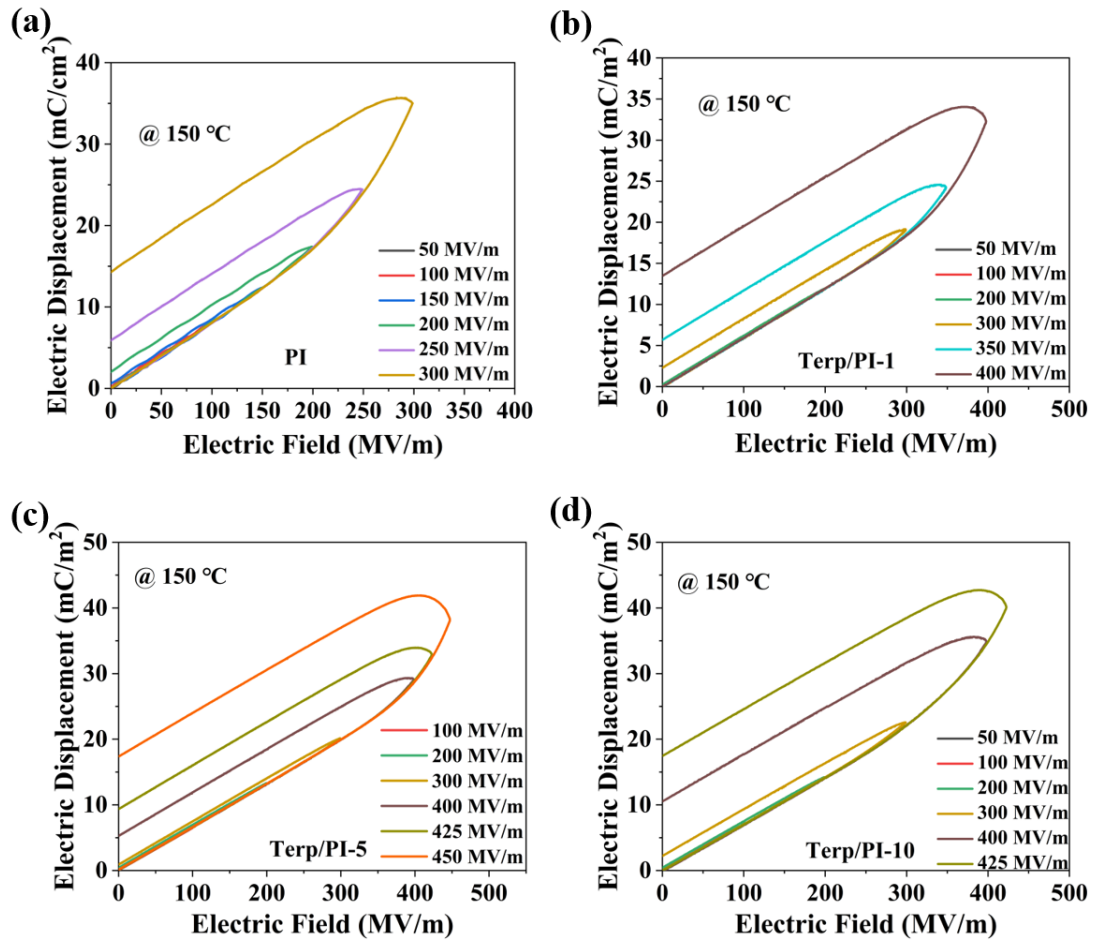 (a)
Electric Displacement (mC/cm²)
40
30
20
10
0
@ 150 °C
50 MV/m
100 MV/m
150 MV/m
200 MV/m
250 MV/m
300 MV/m
PI
0 50 100 150 200 250 300 350 400
Electric Field (MV/m)
(b)
Electric Displacement (mC/m²)
40
35
30
25
20
15
10
5
0
@ 150 °C
50 MV/m
100 MV/m
200 MV/m
300 MV/m
350 MV/m
400 MV/m
Terp/PI-1
0 100 200 300 400 500
Electric Field (MV/m)
(c)
Electric Displacement (mC/m²)
50
40
30
20
10
0
@ 150 °C
100 MV/m
200 MV/m
300 MV/m
400 MV/m
425 MV/m
450 MV/m
Terp/PI-5
0 100 200 300 400 500
Electric Field (MV/m)
(d)
Electric Displacement (mC/m²)
50
40
30
20
10
0
@ 150 °C
50 MV/m
100 MV/m
200 MV/m
300 MV/m
400 MV/m
425 MV/m
Terp/PI-10
0 100 200 300 400 500
Electric Field (MV/m)